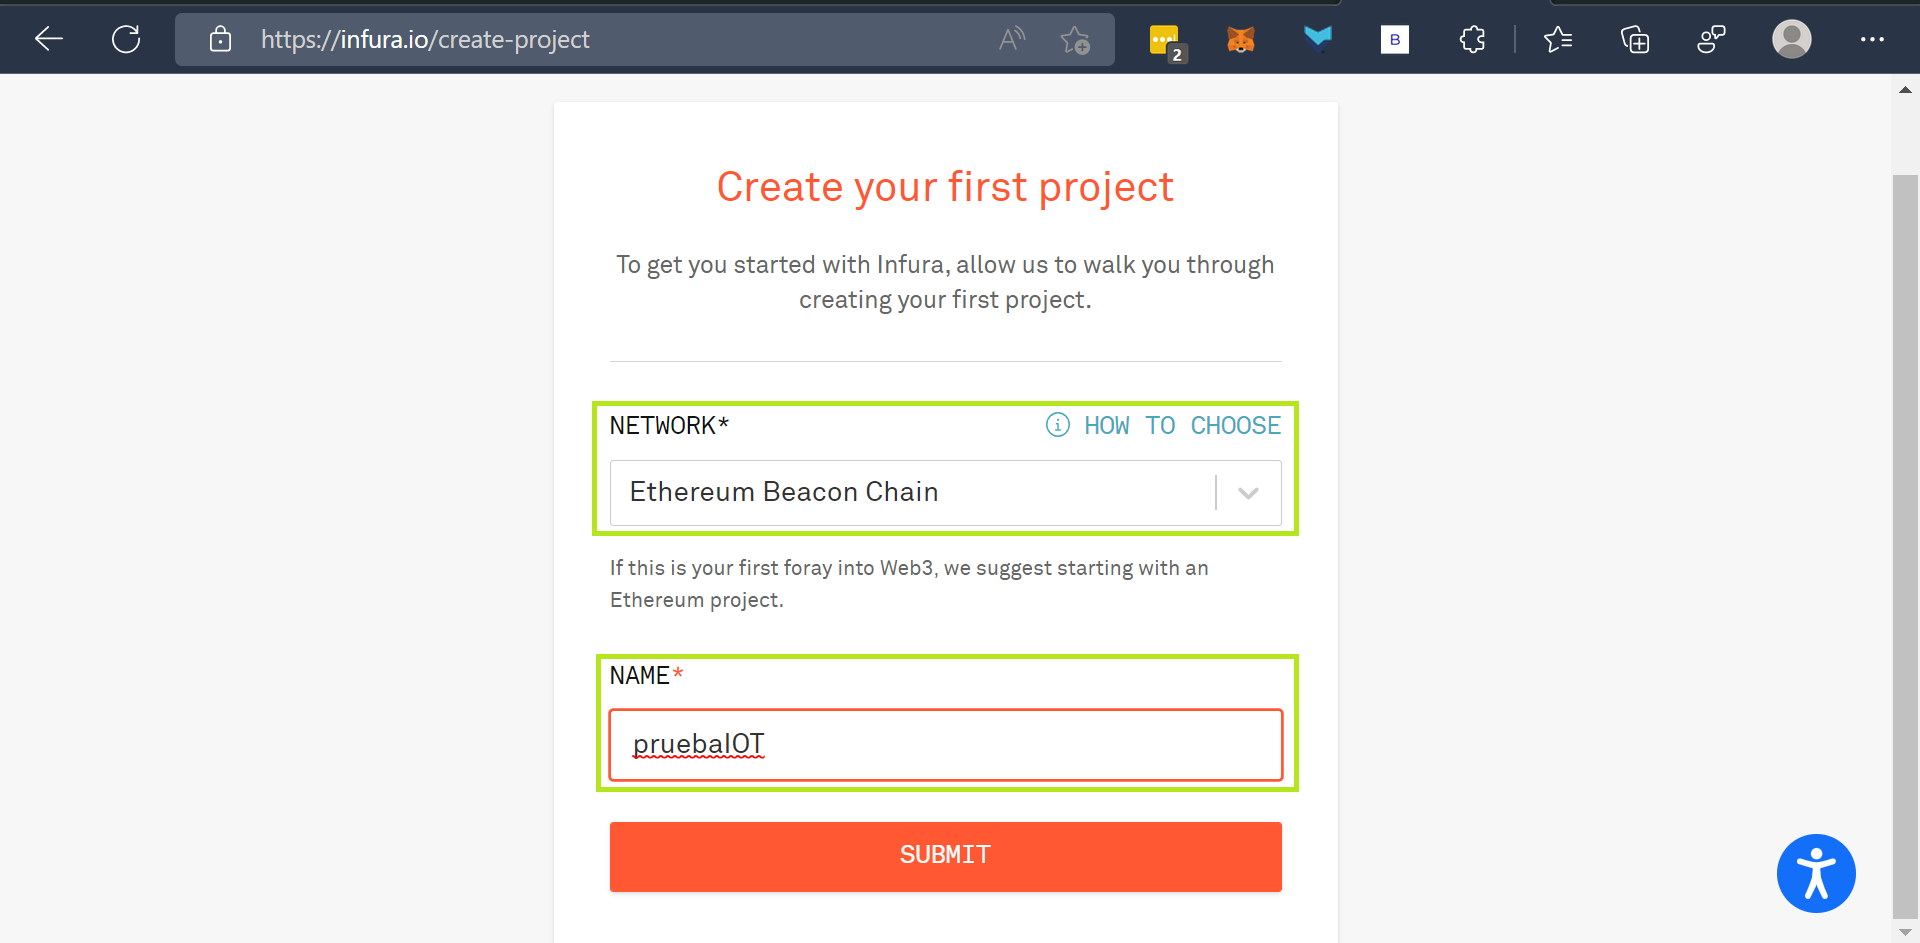 https://infura.io/create-project
2
B
Create your first project
To get you started with Infura, allow us to walk you through
creating your first project.
NETWORK*
HOW TO CHOOSE
Ethereum Beacon Chain
If this is your first foray into Web3, we suggest starting with an
Ethereum project.
NAME*
pruebaIOT
SUBMIT